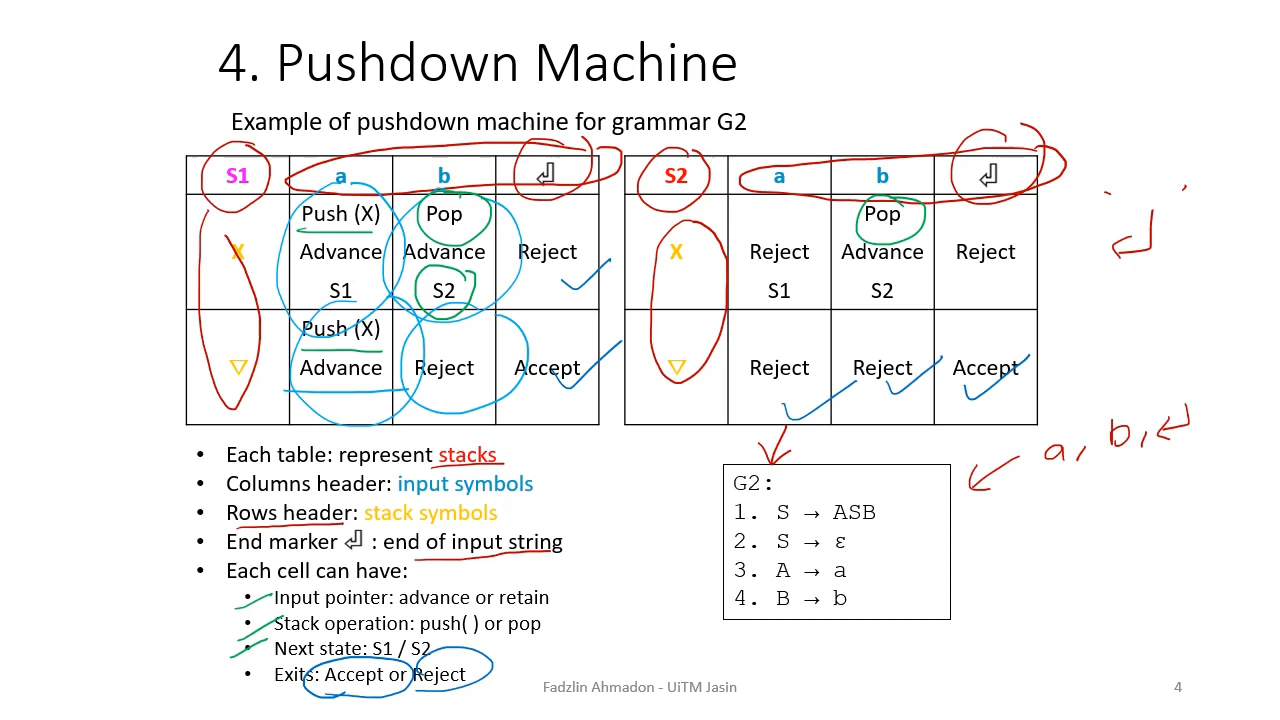 4. Pushdown Machine
Example of pushdown machine for grammar G2
S1 a b ⏎
X Push (X) Advance S1 Pop Advance S2 Reject
▽ Push (X) Advance Reject Accept
S2 a b ⏎
X Reject S1 Pop Advance S2 Reject
▽ Reject Reject Accept
• Each table: represent stacks
• Columns header: input symbols
• Rows header: stack symbols
• End marker ⏎ : end of input string
• Each cell can have:
• Input pointer: advance or retain
• Stack operation: push( ) or pop
• Next state: S1 / S2
• Exits: Accept or Reject
G2:
1. S → ASB
2. S → ε
3. A → a
4. B → b
⏎
a, b, ⏎
Fadzlin Ahmadon - UiTM Jasin
4